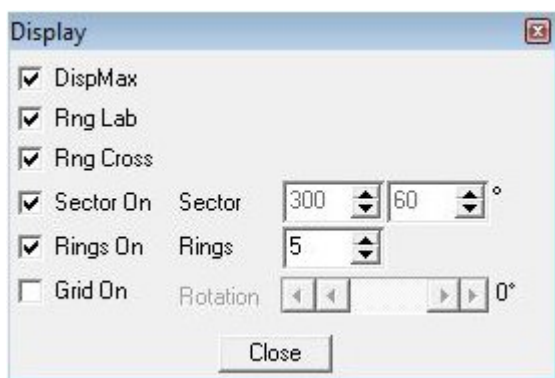 Display
DispMax
Rng Lab
Rng Cross
Sector On Sector 300 60 °
Rings On Rings 5
Grid On Rotation 0°
Close